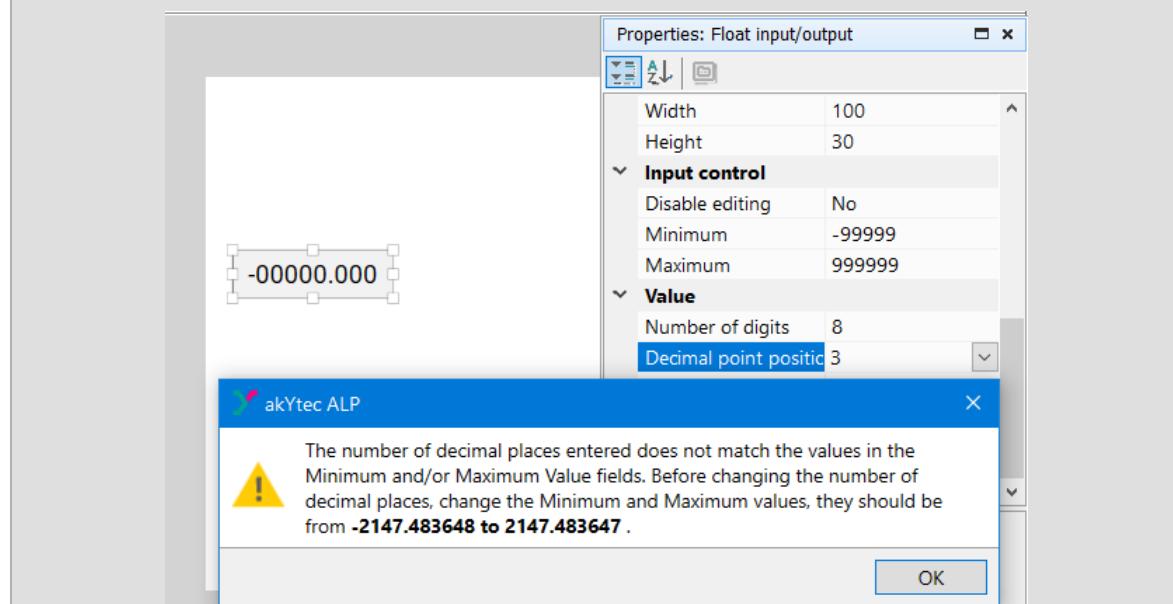 Properties: Float input/output
Width 100
Height 30
Input control
Disable editing No
-00000.000
Minimum -99999
Maximum 999999
Value
Number of digits 8
Decimal point positic 3
akYtec ALP
The number of decimal places entered does not match the values in the
Minimum and/or Maximum Value fields. Before changing the number of
decimal places, change the Minimum and Maximum values, they should be
from -2147.483648 to 2147.483647 .
OK